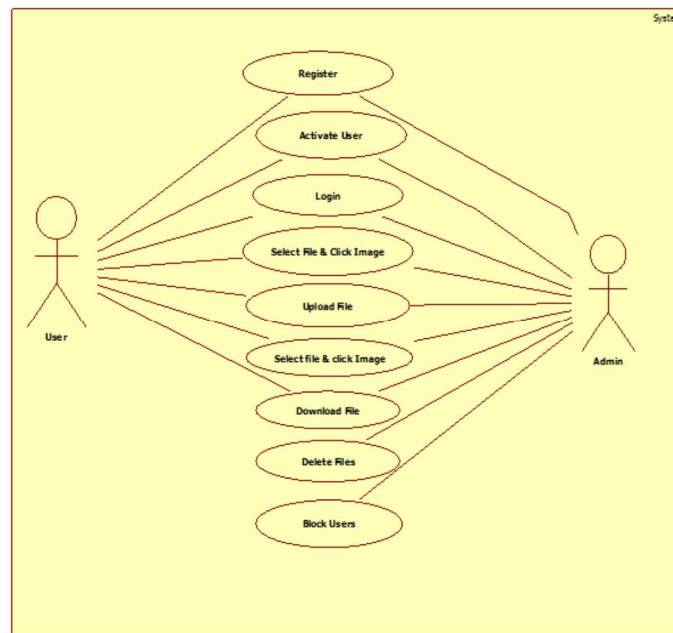 Syste
Register
Activate User
Login
Select File & Click Image
Upload File
Select file & click Image
Download File
Delete Files
Block Users
User
Admin